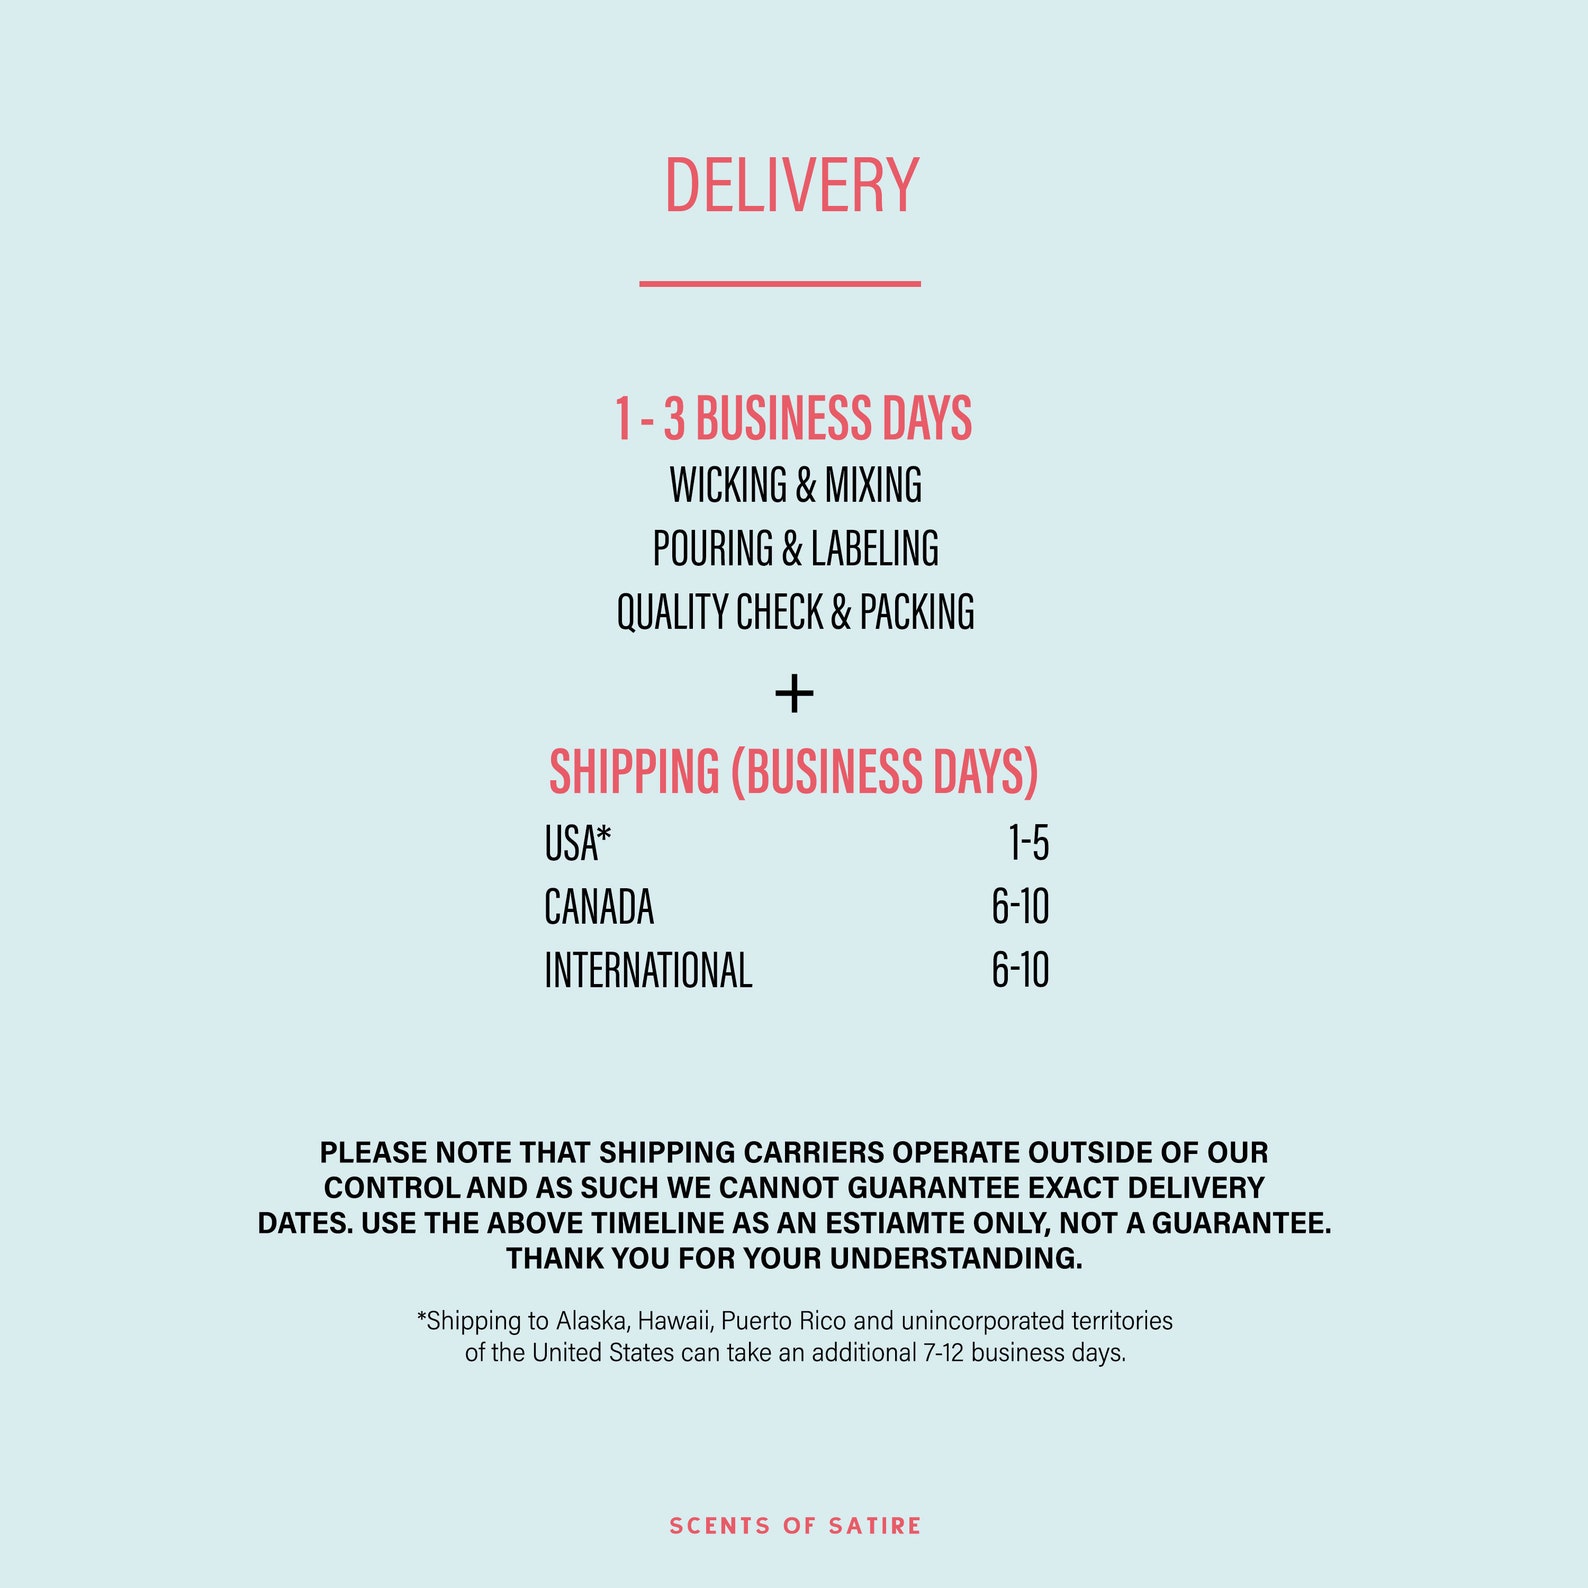 DELIVERY
1 - 3 BUSINESS DAYS
WICKING & MIXING
POURING & LABELING
QUALITY CHECK & PACKING
+
SHIPPING (BUSINESS DAYS)
USA* 1-5
CANADA 6-10
INTERNATIONAL 6-10
PLEASE NOTE THAT SHIPPING CARRIERS OPERATE OUTSIDE OF OUR
CONTROL AND AS SUCH WE CANNOT GUARANTEE EXACT DELIVERY
DATES. USE THE ABOVE TIMELINE AS AN ESTIAMTE ONLY, NOT A GUARANTEE.
THANK YOU FOR YOUR UNDERSTANDING.
*Shipping to Alaska, Hawaii, Puerto Rico and unincorporated territories
of the United States can take an additional 7-12 business days.
SCENTS OF SATIRE